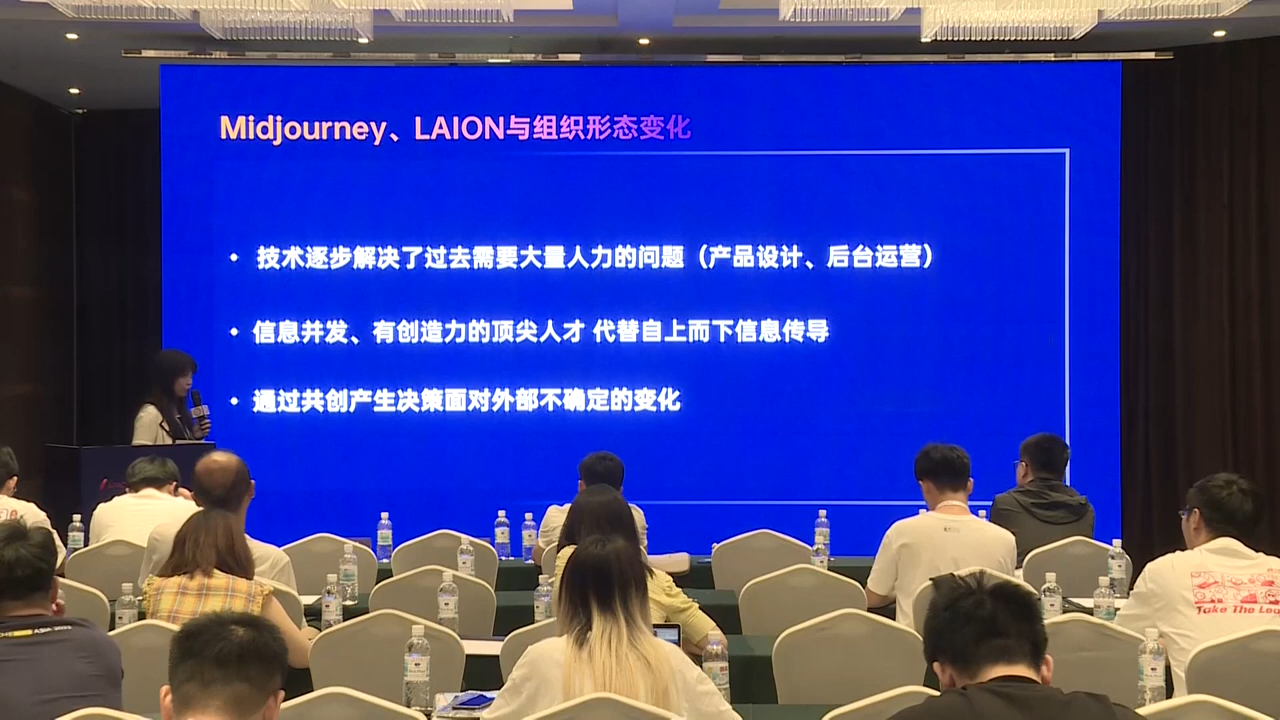 Midjourney、LAION与组织形态变化
• 技术逐步解决了过去需要大量人力的问题（产品设计、后台运营）
• 信息并发、有创造力的顶尖人才 代替自上而下信息传导
• 通过共创产生决策面对外部不确定的变化
Take The